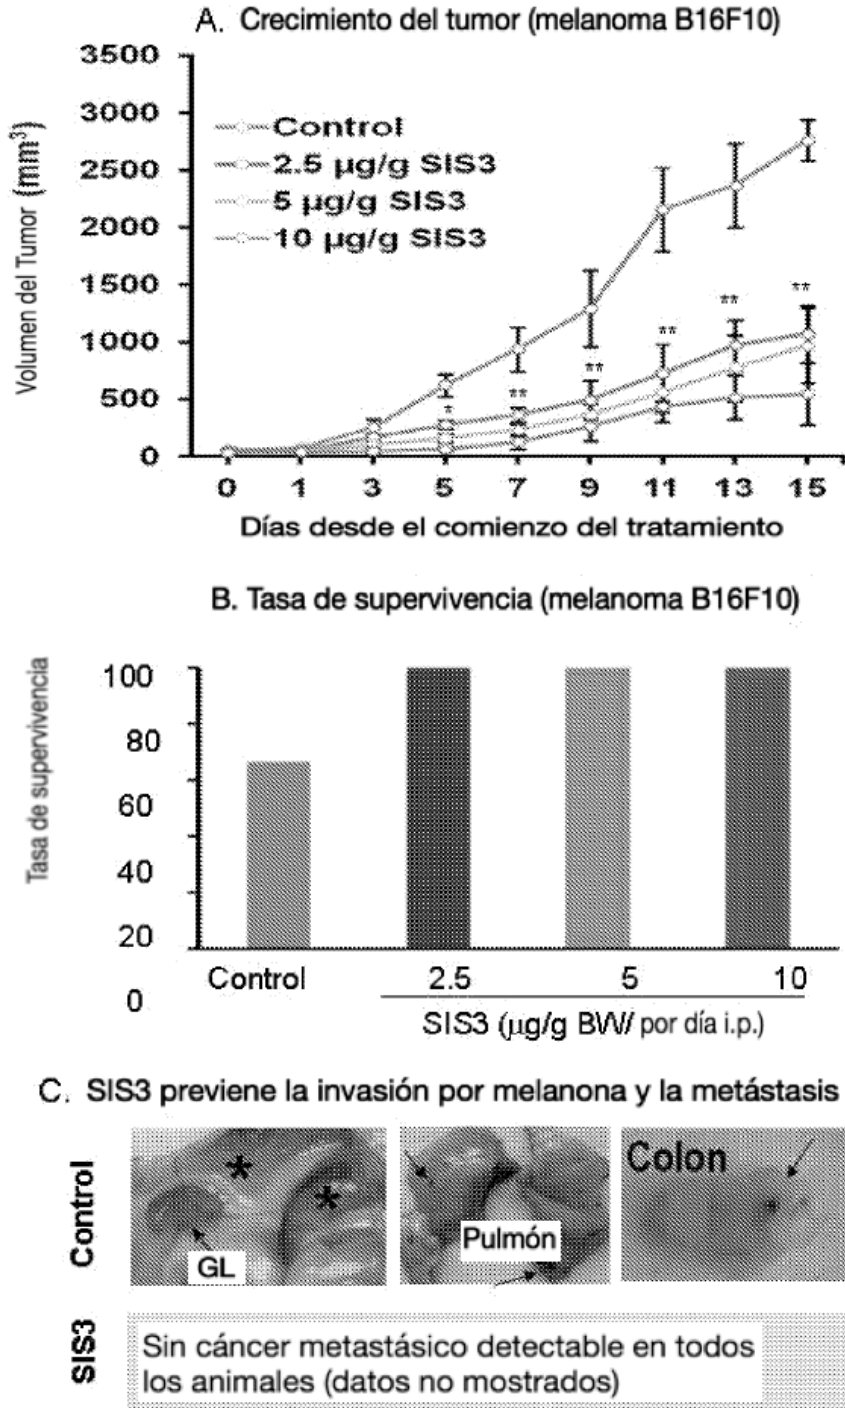 A. Crecimiento del tumor (melanoma B16F10)
Volumen del Tumor (mm³)
3500
3000
2500
2000
1500
1000
500
0
Control
2.5 µg/g SIS3
5 µg/g SIS3
10 µg/g SIS3
*
**
**
**
**
**
0 1 3 5 7 9 11 13 15
Días desde el comienzo del tratamiento
B. Tasa de supervivencia (melanoma B16F10)
Tasa de supervivencia
100
80
60
40
20
0
Control 2.5 5 10
SIS3 (µg/g BW/ por día i.p.)
C. SIS3 previene la invasión por melanona y la metástasis
Control
* *
GL
Pulmón
Colon
SIS3
Sin cáncer metastásico detectable en todos
los animales (datos no mostrados)